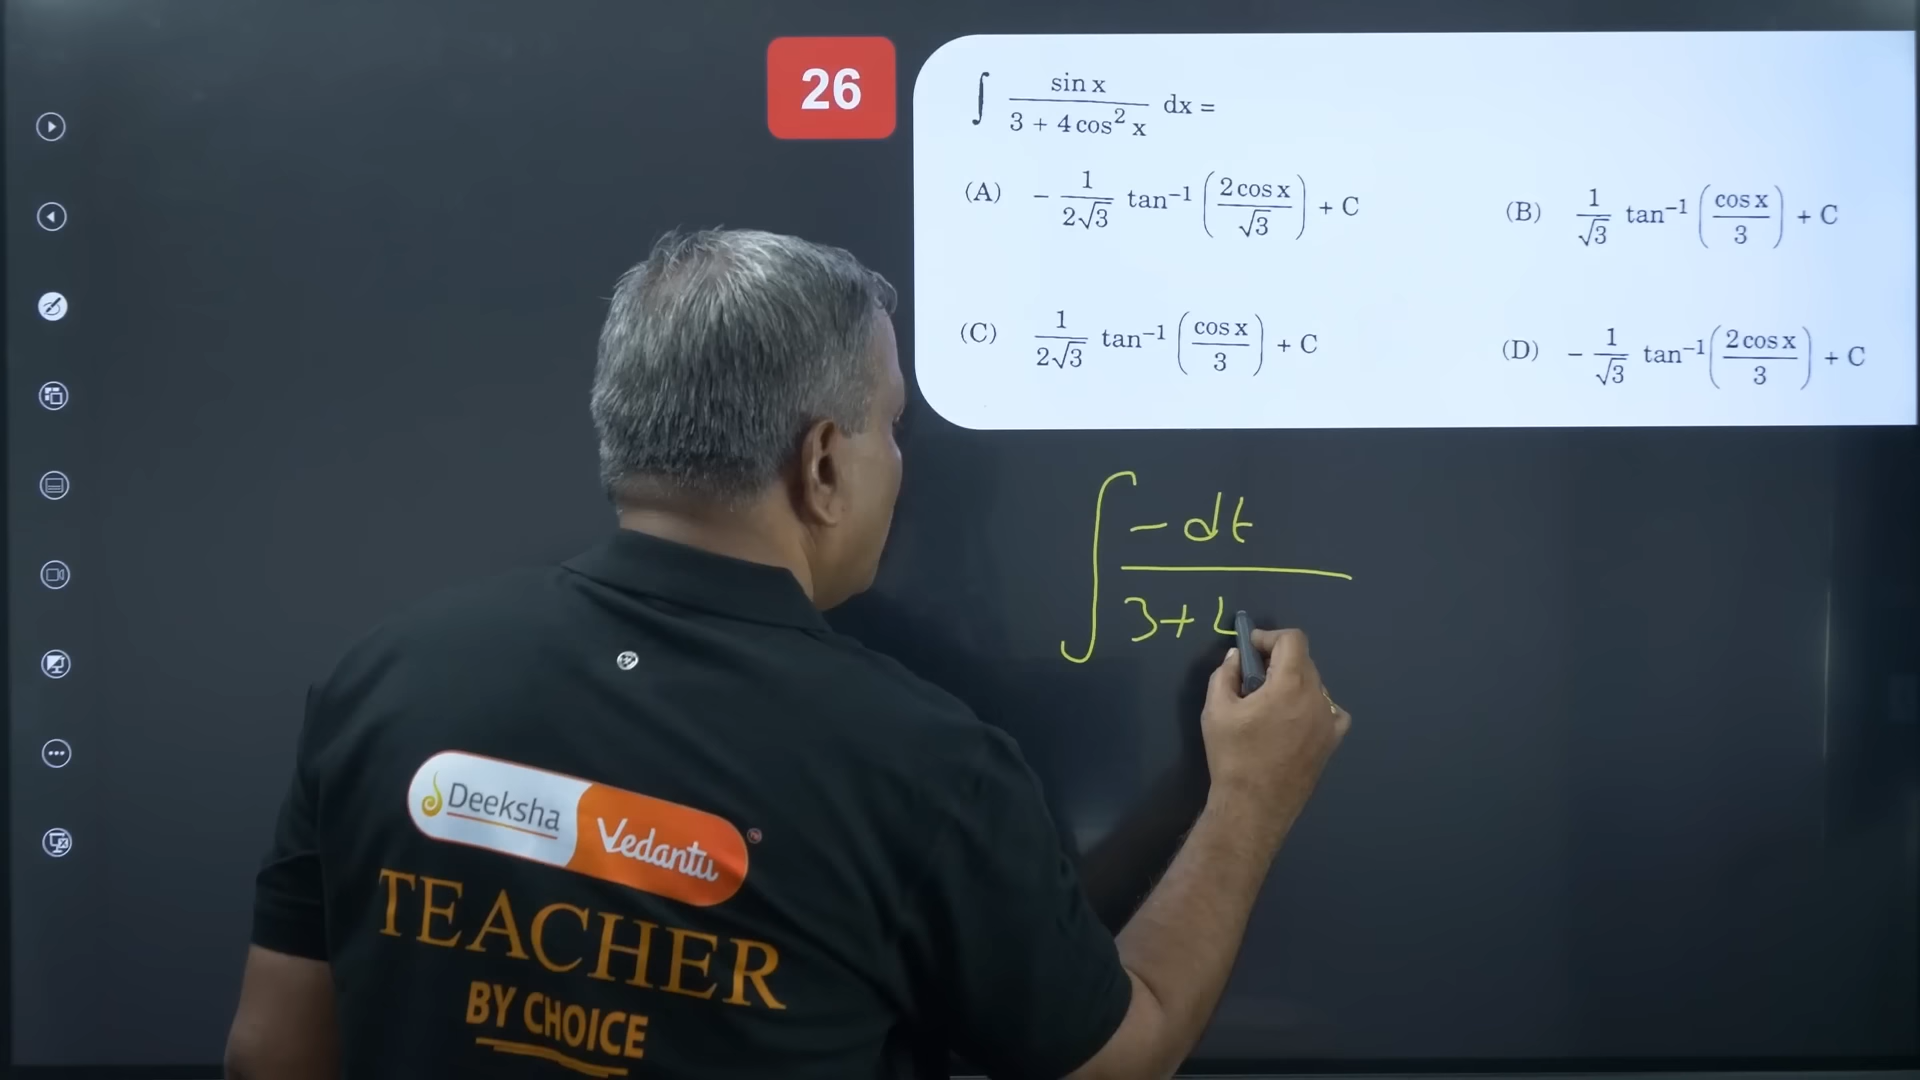 26
∫ sin x / (3 + 4 cos² x) dx =
(A) − 1/(2√3) tan⁻¹ (2 cos x / √3) + C
(B) 1/√3 tan⁻¹ (cos x / 3) + C
(C) 1/(2√3) tan⁻¹ (cos x / 3) + C
(D) − 1/√3 tan⁻¹ (2 cos x / 3) + C
∫ −dt / (3+4
Deeksha Vedantu
TEACHER
BY CHOICE